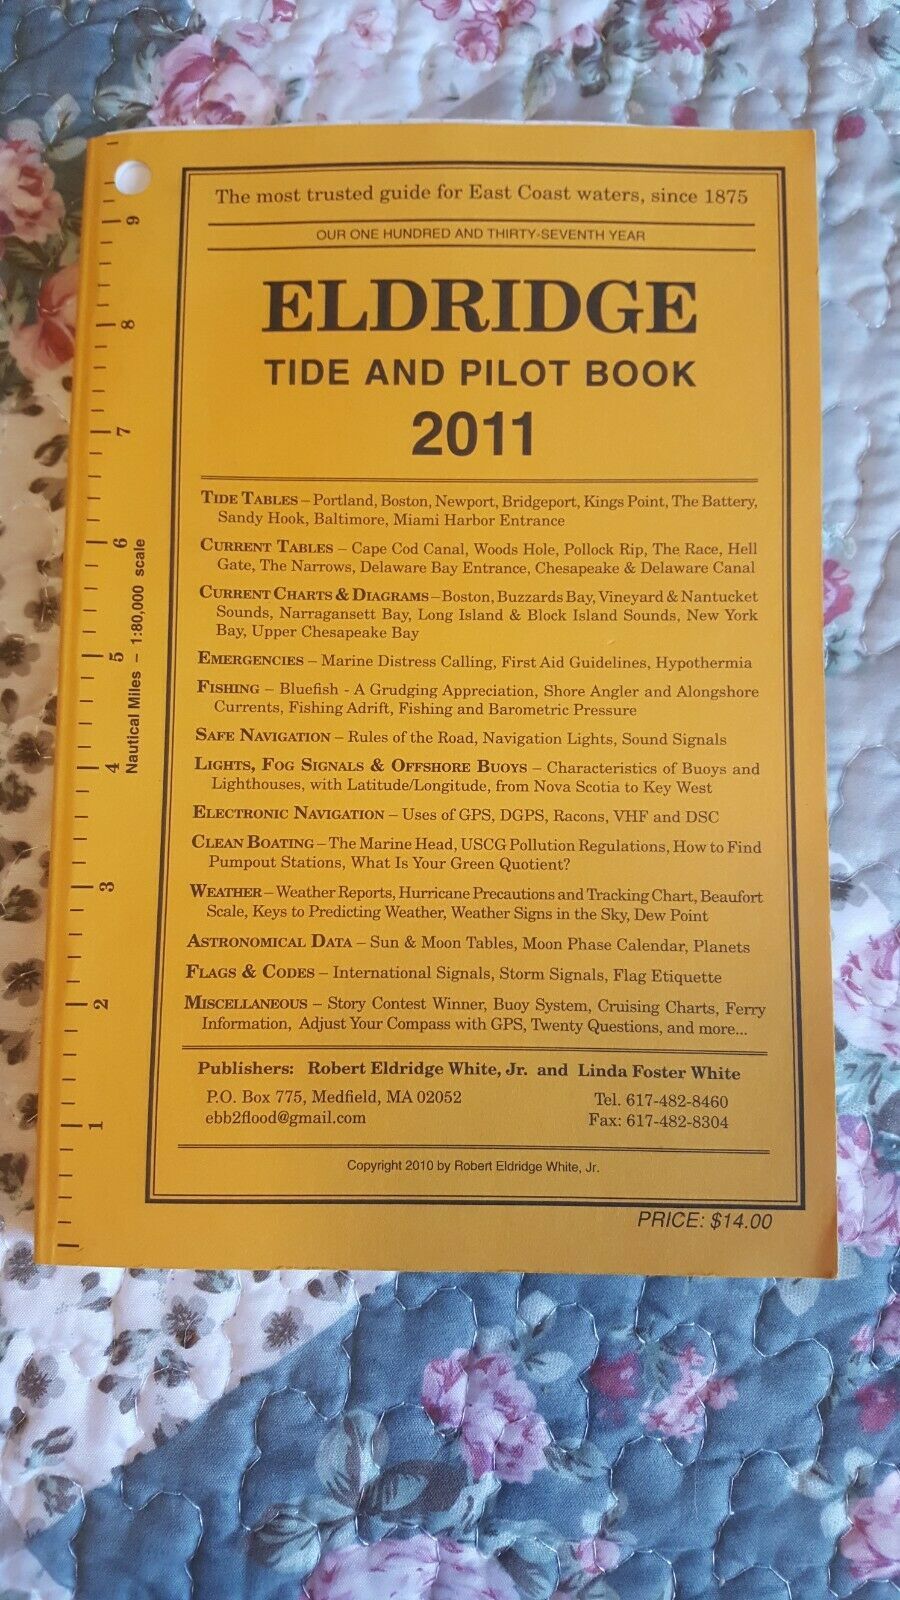 The most trusted guide for East Coast waters, since 1875
OUR ONE HUNDRED AND THIRTY-SEVENTH YEAR
ELDRIDGE
TIDE AND PILOT BOOK
2011
TIDE TABLES – Portland, Boston, Newport, Bridgeport, Kings Point, The Battery,
Sandy Hook, Baltimore, Miami Harbor Entrance
CURRENT TABLES – Cape Cod Canal, Woods Hole, Pollock Rip, The Race, Hell
Gate, The Narrows, Delaware Bay Entrance, Chesapeake & Delaware Canal
CURRENT CHARTS & DIAGRAMS – Boston, Buzzards Bay, Vineyard & Nantucket
Sounds, Narragansett Bay, Long Island & Block Island Sounds, New York
Bay, Upper Chesapeake Bay
EMERGENCIES – Marine Distress Calling, First Aid Guidelines, Hypothermia
FISHING – Bluefish - A Grudging Appreciation, Shore Angler and Alongshore
Currents, Fishing Adrift, Fishing and Barometric Pressure
SAFE NAVIGATION – Rules of the Road, Navigation Lights, Sound Signals
LIGHTS, FOG SIGNALS & OFFSHORE BUOYS – Characteristics of Buoys and
Lighthouses, with Latitude/Longitude, from Nova Scotia to Key West
ELECTRONIC NAVIGATION – Uses of GPS, DGPS, Racons, VHF and DSC
CLEAN BOATING – The Marine Head, USCG Pollution Regulations, How to Find
Pumpout Stations, What Is Your Green Quotient?
WEATHER – Weather Reports, Hurricane Precautions and Tracking Chart, Beaufort
Scale, Keys to Predicting Weather, Weather Signs in the Sky, Dew Point
ASTRONOMICAL DATA – Sun & Moon Tables, Moon Phase Calendar, Planets
FLAGS & CODES – International Signals, Storm Signals, Flag Etiquette
MISCELLANEOUS – Story Contest Winner, Buoy System, Cruising Charts, Ferry
Information, Adjust Your Compass with GPS, Twenty Questions, and more...
Publishers: Robert Eldridge White, Jr. and Linda Foster White
P.O. Box 775, Medfield, MA 02052
ebb2flood@gmail.com
Tel. 617-482-8460
Fax: 617-482-8304
Copyright 2010 by Robert Eldridge White, Jr.
PRICE: $14.00
Nautical Miles – 1:80,000 scale
1
2
3
4
5
6
7
8
9